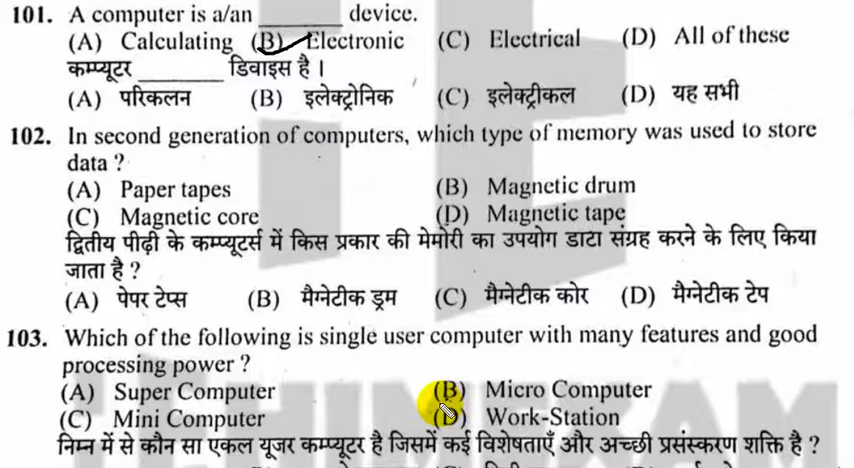 101. A computer is a/an ________ device.
(A) Calculating (B) Electronic (C) Electrical (D) All of these
कम्प्यूटर ________ डिवाइस है ।
(A) परिकलन (B) इलेक्ट्रोनिक (C) इलेक्ट्रीकल (D) यह सभी
102. In second generation of computers, which type of memory was used to store
data ?
(A) Paper tapes (B) Magnetic drum
(C) Magnetic core (D) Magnetic tape
द्वितीय पीढ़ी के कम्प्यूटर्स में किस प्रकार की मेमोरी का उपयोग डाटा संग्रह करने के लिए किया
जाता है ?
(A) पेपर टेप्स (B) मैग्नेटीक ड्रम (C) मैग्नेटीक कोर (D) मैग्नेटीक टेप
103. Which of the following is single user computer with many features and good
processing power ?
(A) Super Computer (B) Micro Computer
(C) Mini Computer (D) Work-Station
निम्न में से कौन सा एकल यूजर कम्प्यूटर है जिसमें कई विशेषताएँ और अच्छी प्रसंस्करण शक्ति है ?